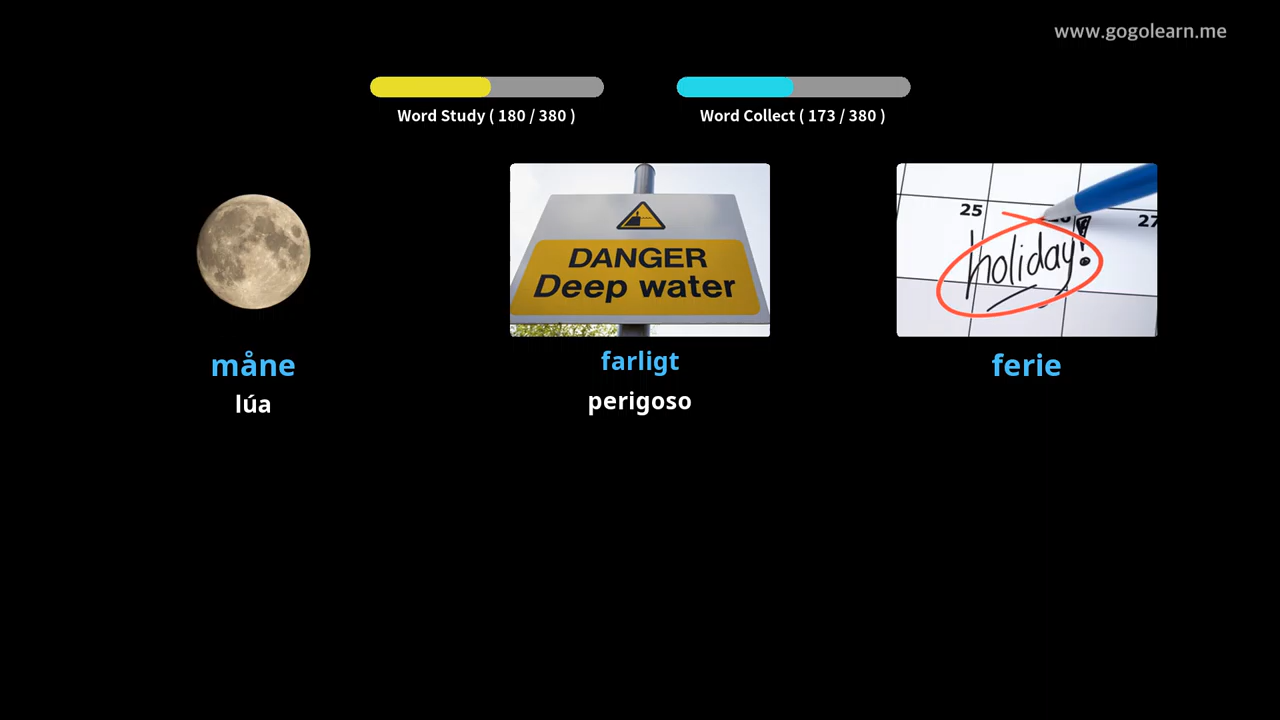 www.gogolearn.me
Word Study ( 180 / 380 )
Word Collect ( 173 / 380 )
DANGER
Deep water
25
27
holiday!
måne
farligt
ferie
lúa
perigoso